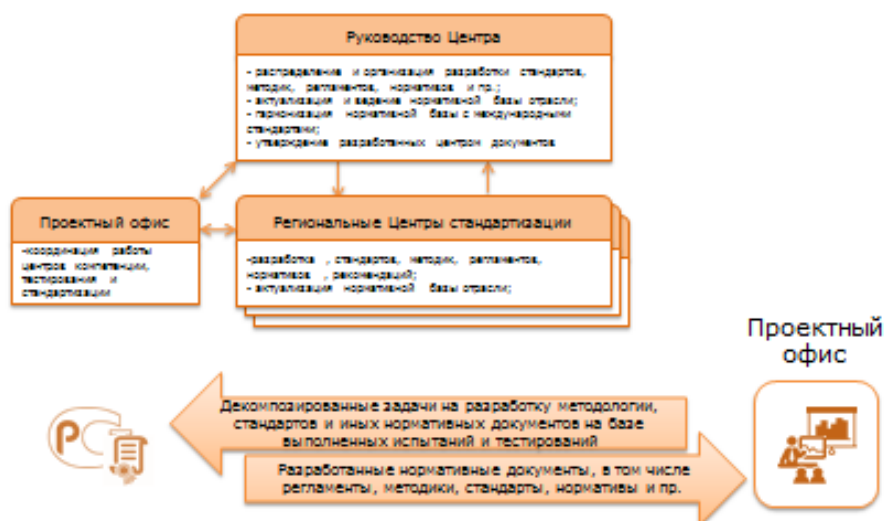 Руководство Центра
- распределение и организация разработки стандартов,
методик, регламентов, нормативов и пр.;
- актуализация и ведение нормативной базы отрасли;
- гармонизация нормативной базы с международными
стандартами;
- утверждение разработанных центром документов
Проектный офис
-координация работы
центров компетенции,
тестирования и
стандартизации
Региональные Центры стандартизации
-разработка , стандартов, методик, регламентов,
нормативов , рекомендаций;
- актуализация нормативной базы отрасли;
Проектный
офис
Декомпозированные задачи на разработку методологии,
стандартов и иных нормативных документов на базе
выполненных испытаний и тестирований
Разработанные нормативные документы, в том числе
регламенты, методики, стандарты, нормативы и пр.